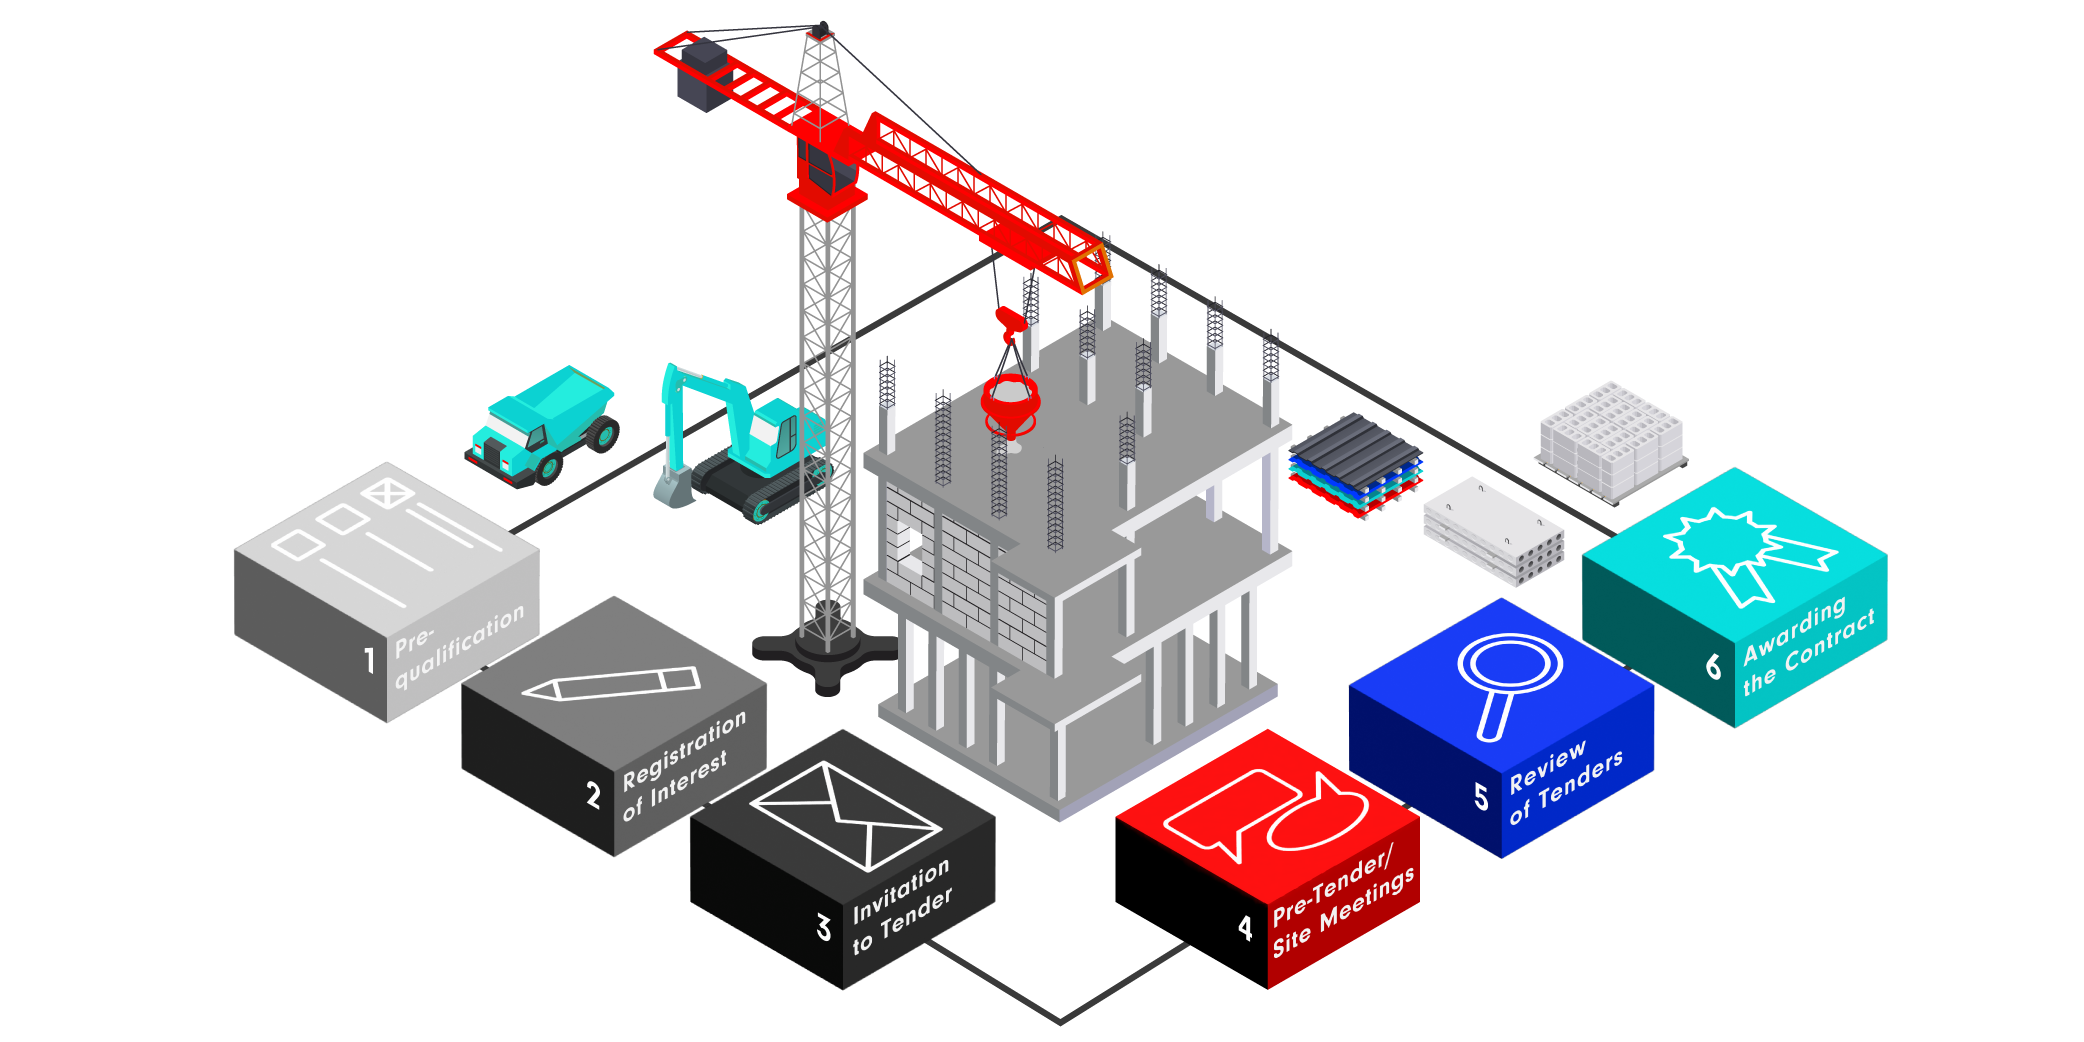 1
Pre-
qualification
2
Registration
of Interest
3
Invitation
to Tender
4
Pre-Tender/
Site Meetings
5
Review
of Tenders
6
Awarding
the Contract